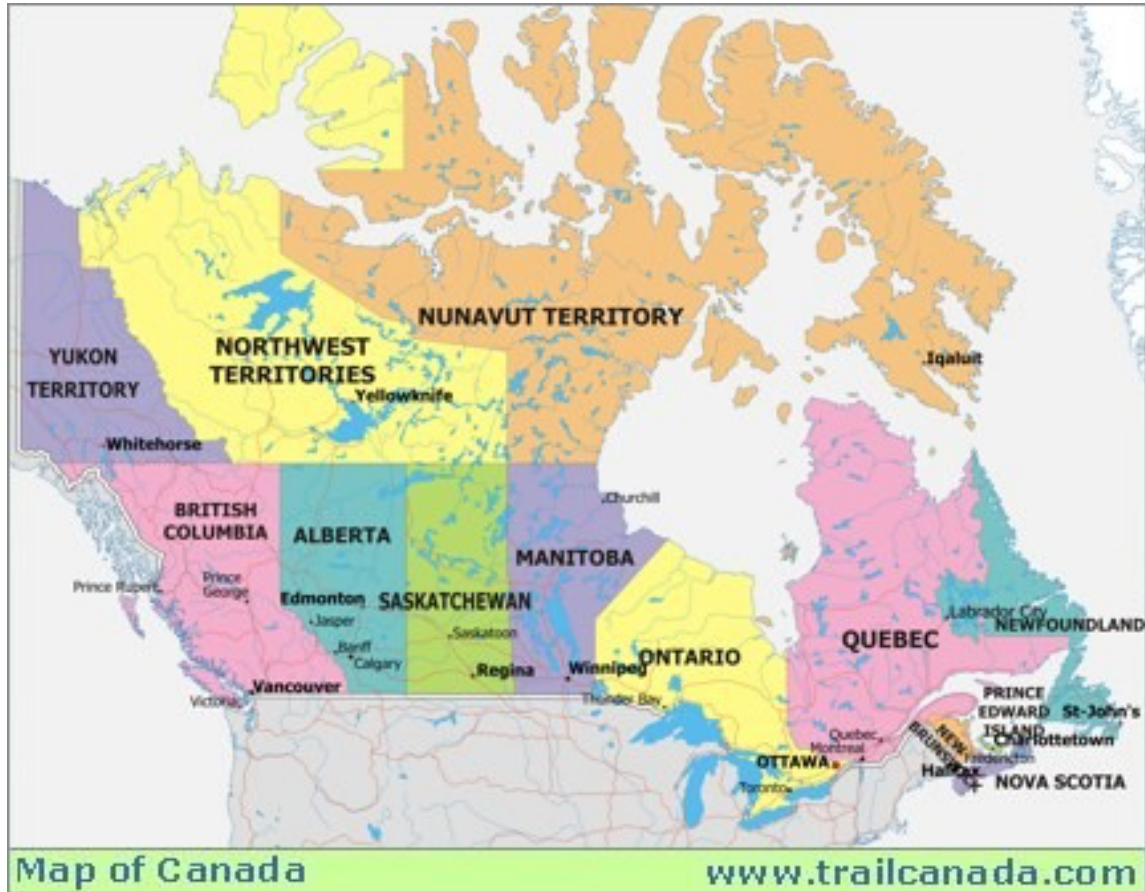 NUNAVUT TERRITORY
NORTHWEST
TERRITORIES
YUKON
TERRITORY
Iqaluit
Yellowknife
Whitehorse
Churchill
BRITISH
COLUMBIA
ALBERTA
MANITOBA
Prince Rupert
Prince
George
Edmonton
SASKATCHEWAN
Jasper
Saskatoon
Banff
Calgary
Regina
Winnipeg
ONTARIO
QUEBEC
Labrador City
NEWFOUNDLAND
Victoria
Vancouver
Thunder Bay
PRINCE
EDWARD
ISLAND
St-John's
Charlottetown
Quebec
Montreal
NEW
Fredericton
OTTAWA
Halifax
NOVA SCOTIA
Toronto
Map of Canada
www.trailcanada.com